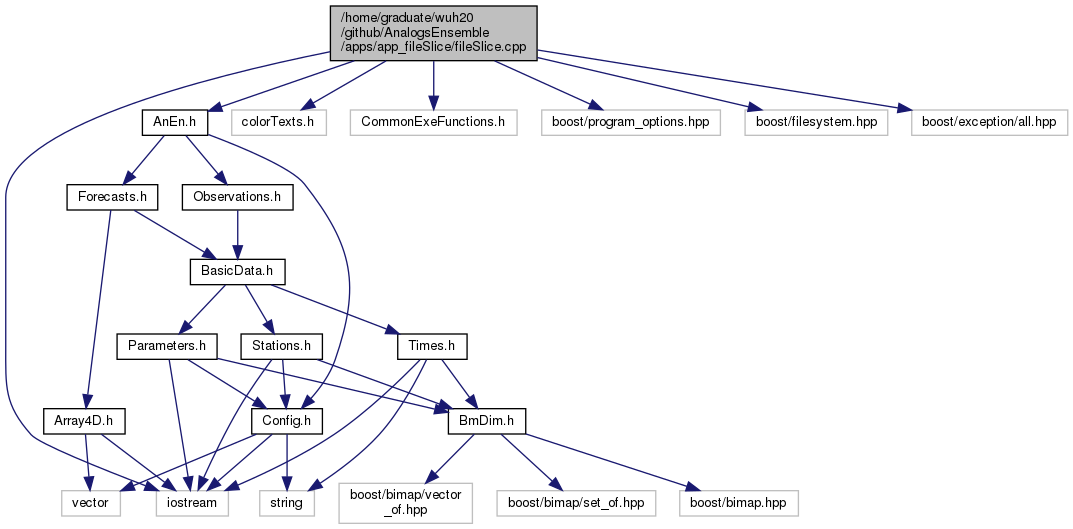 /home/graduate/wuh20
/github/AnalogsEnsemble
/apps/app_fileSlice/fileSlice.cpp
AnEn.h
colorTexts.h
CommonExeFunctions.h
boost/program_options.hpp
boost/filesystem.hpp
boost/exception/all.hpp
Forecasts.h
Observations.h
BasicData.h
Parameters.h
Stations.h
Times.h
Array4D.h
Config.h
BmDim.h
vector
iostream
string
boost/bimap/vector
_of.hpp
boost/bimap/set_of.hpp
boost/bimap.hpp